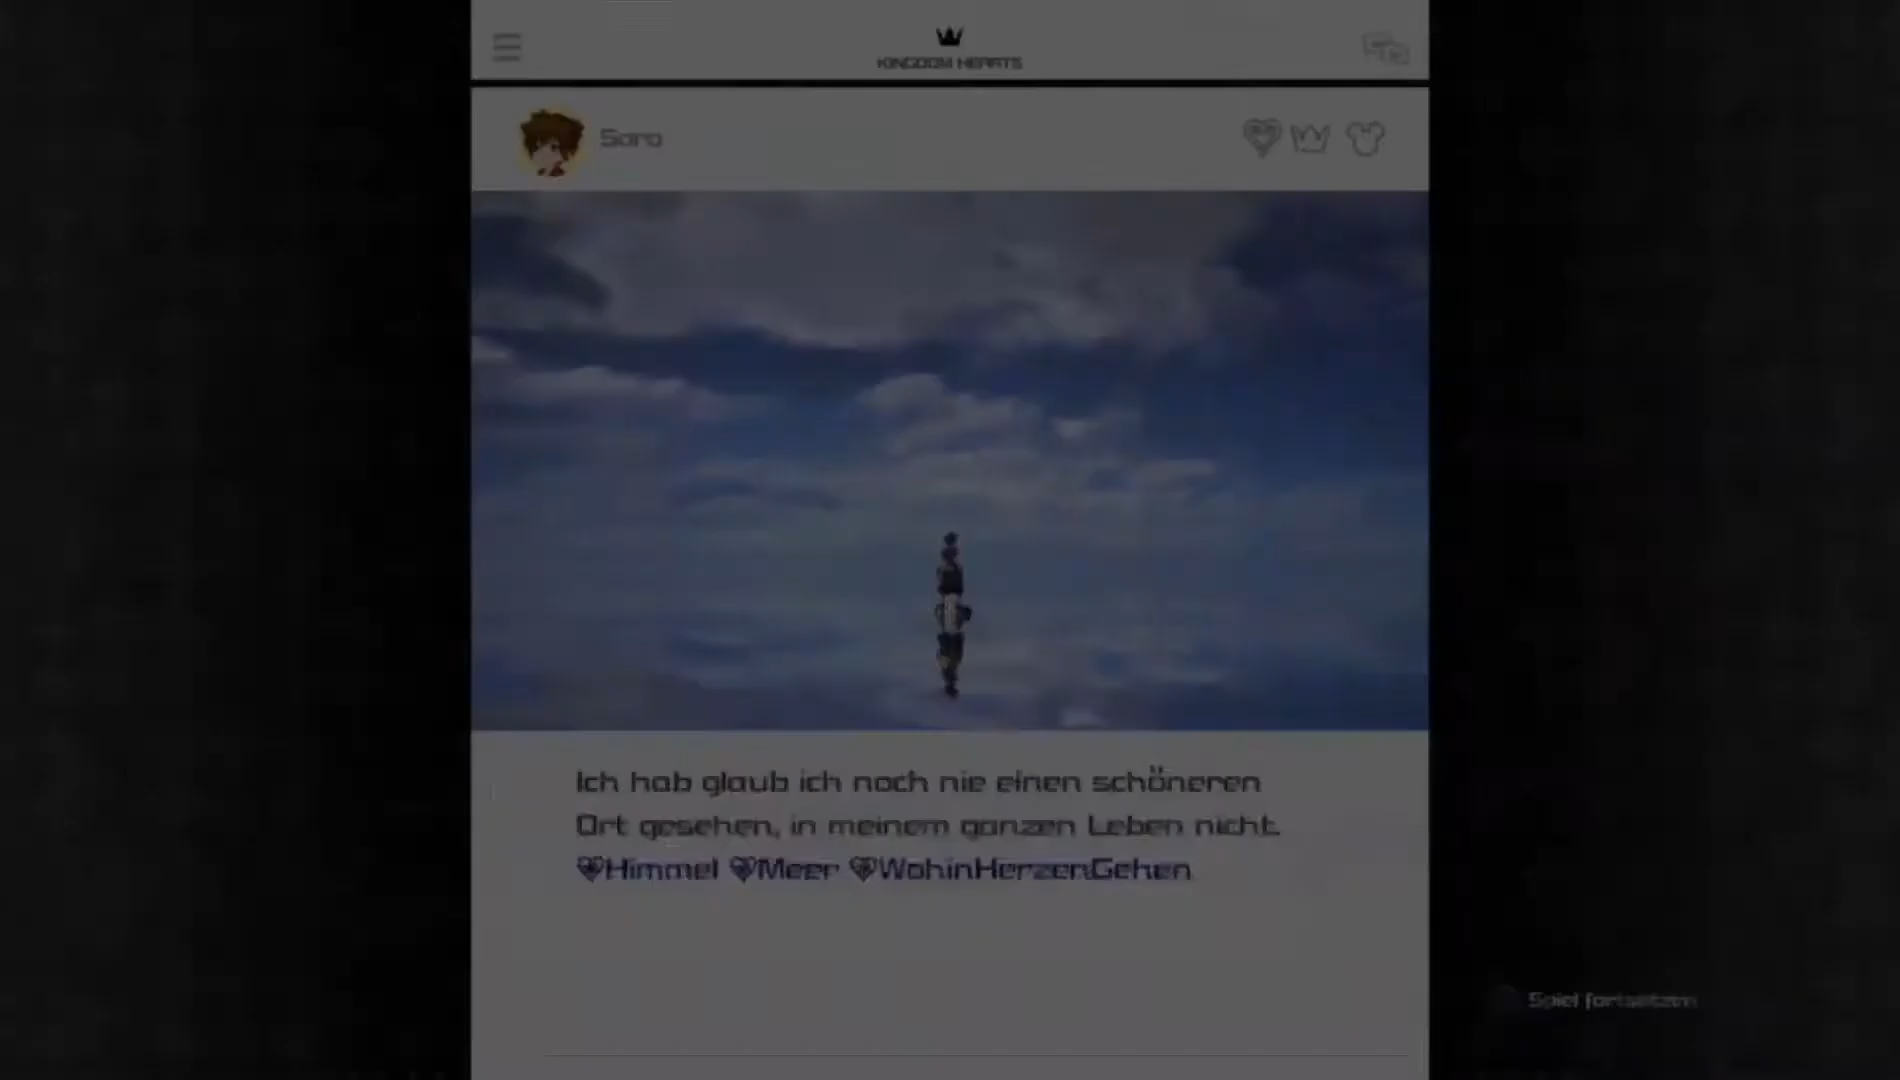 KINGDOM HEARTS
Sora
Ich hab glaub ich noch nie einen schöneren
Ort gesehen, in meinem ganzen Leben nicht.
Himmel Meer WohinHerzenGehen
Spiel fortsetzen